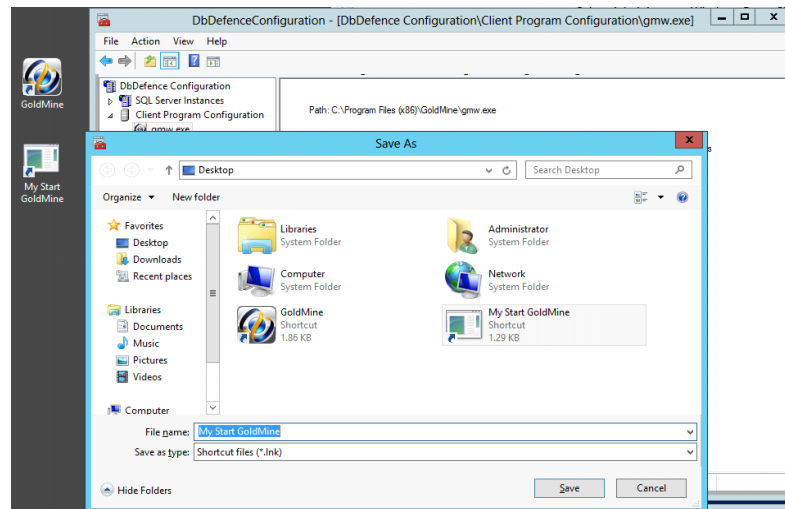 DbDefenceConfiguration - [DbDefence Configuration\Client Program Configuration\gmw.exe]
File Action View Help
DbDefence Configuration
SQL Server Instances
Client Program Configuration
gmw.exe
Path: C:\Program Files (x86)\GoldMine\gmw.exe
GoldMine
My Start
GoldMine
Save As
Desktop
Search Desktop
Organize New folder
Favorites
Desktop
Downloads
Recent places
Libraries
Documents
Music
Pictures
Videos
Computer
Libraries
System Folder
Administrator
System Folder
Computer
System Folder
Network
System Folder
GoldMine
Shortcut
1.86 KB
My Start GoldMine
Shortcut
1.29 KB
File name: My Start GoldMine
Save as type: Shortcut files (*.lnk)
Hide Folders
Save Cancel